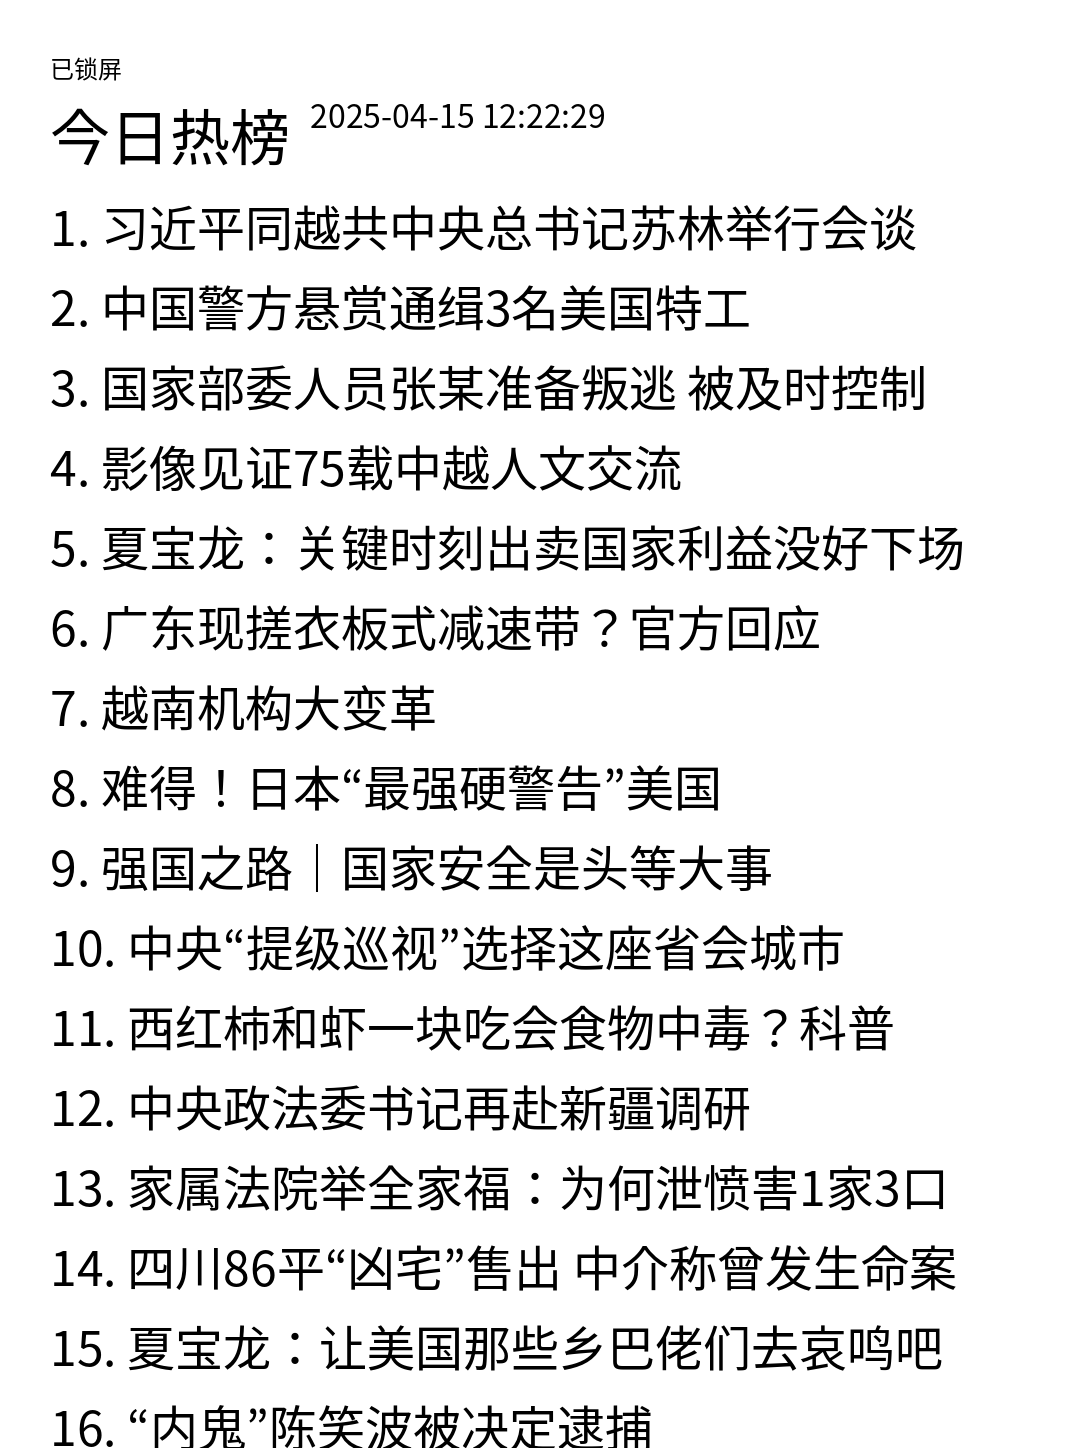 已锁屏
今日热榜 2025-04-15 12:22:29
1. 习近平同越共中央总书记苏林举行会谈
2. 中国警方悬赏通缉3名美国特工
3. 国家部委人员张某准备叛逃 被及时控制
4. 影像见证75载中越人文交流
5. 夏宝龙：关键时刻出卖国家利益没好下场
6. 广东现搓衣板式减速带？官方回应
7. 越南机构大变革
8. 难得！日本“最强硬警告”美国
9. 强国之路｜国家安全是头等大事
10. 中央“提级巡视”选择这座省会城市
11. 西红柿和虾一块吃会食物中毒？科普
12. 中央政法委书记再赴新疆调研
13. 家属法院举全家福：为何泄愤害1家3口
14. 四川86平“凶宅”售出 中介称曾发生命案
15. 夏宝龙：让美国那些乡巴佬们去哀鸣吧
16. “内鬼”陈笑波被决定逮捕